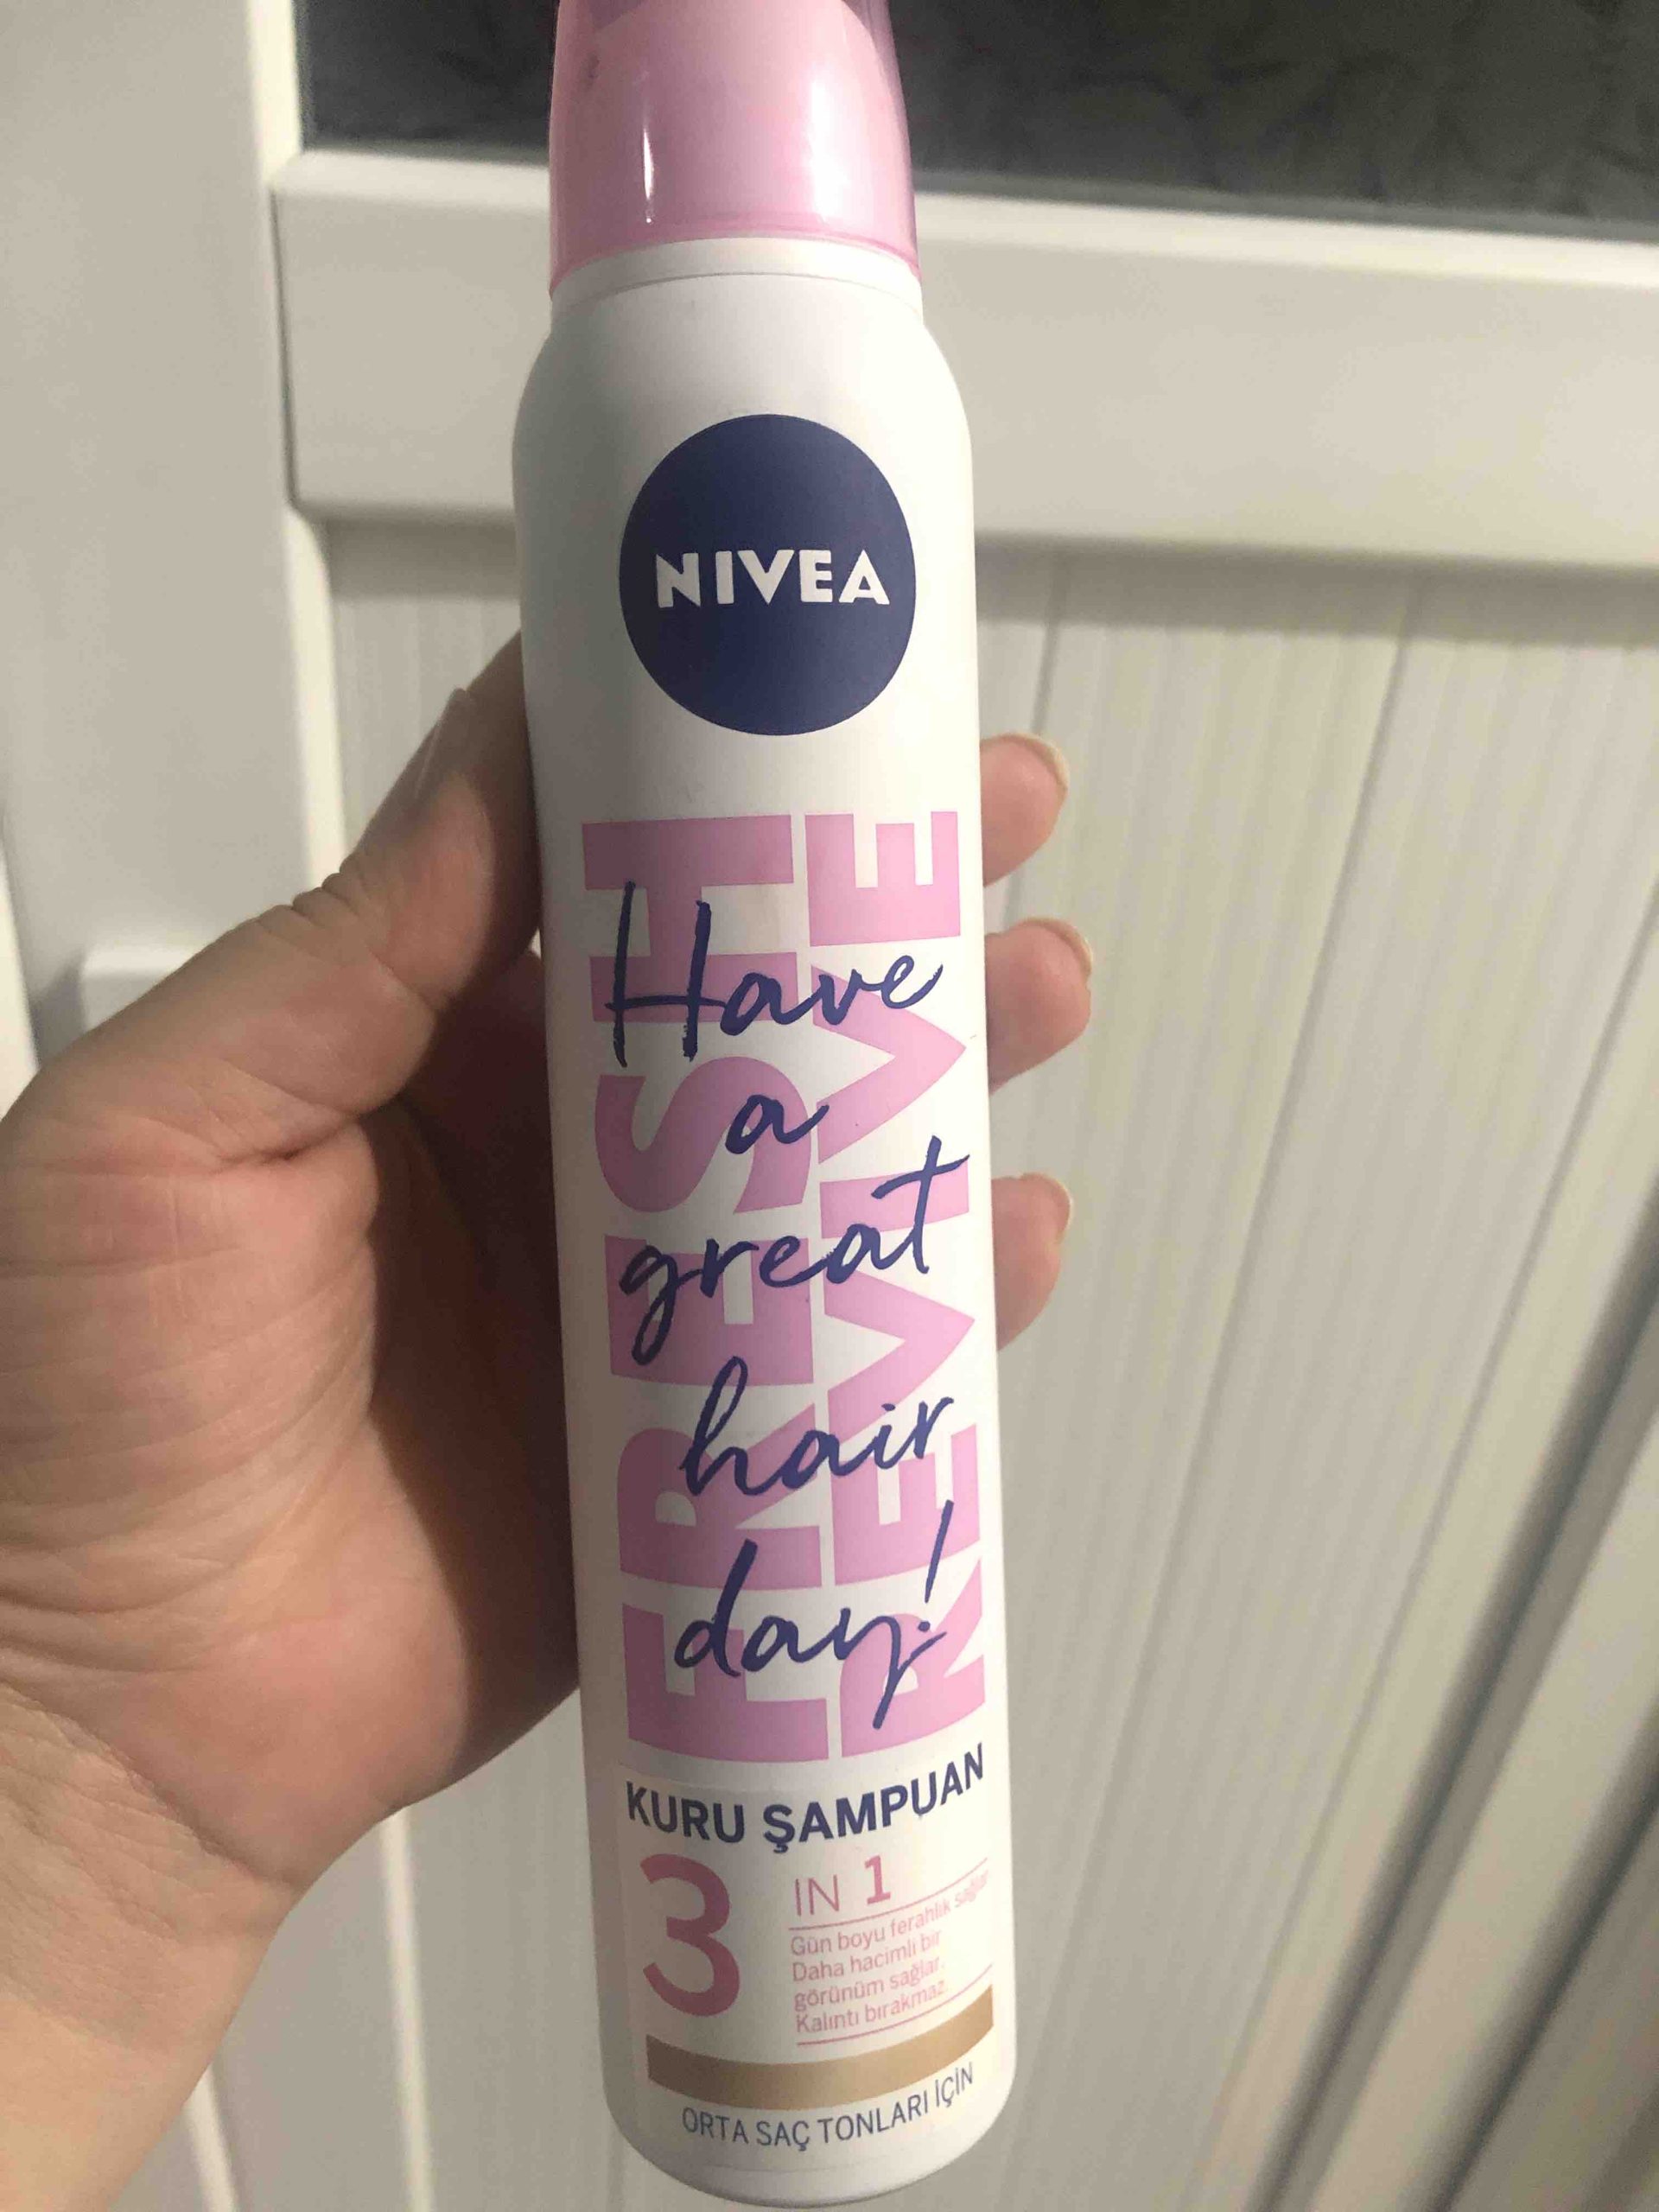 NIVEA
FRESH
REVIVE
Have
a
great
hair
day!
KURU ŞAMPUAN
3 IN 1
Gün boyu ferahlık sağlar.
Daha hacimli bir
görünüm sağlar.
Kalıntı bırakmaz.
ORTA SAÇ TONLARI İÇİN